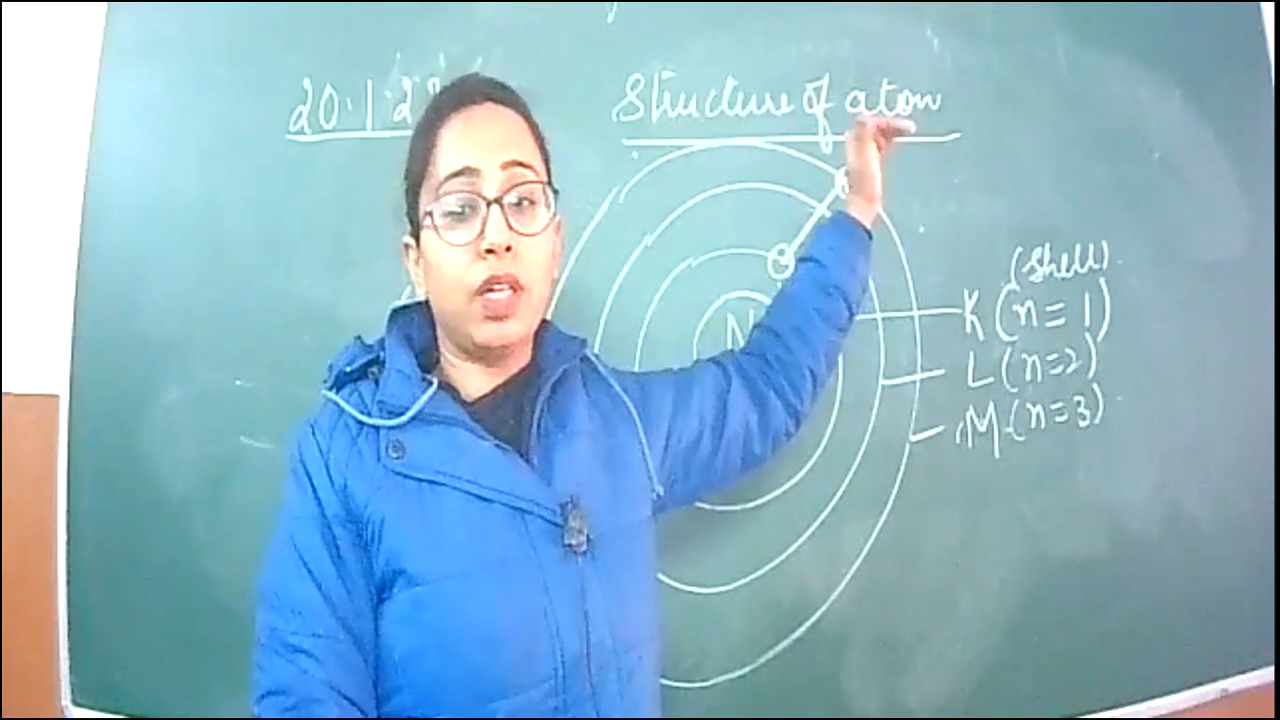 20.1.2
Structure of atom
(Shell)
N
K (n = 1)
L (n=2)
M (n=3)